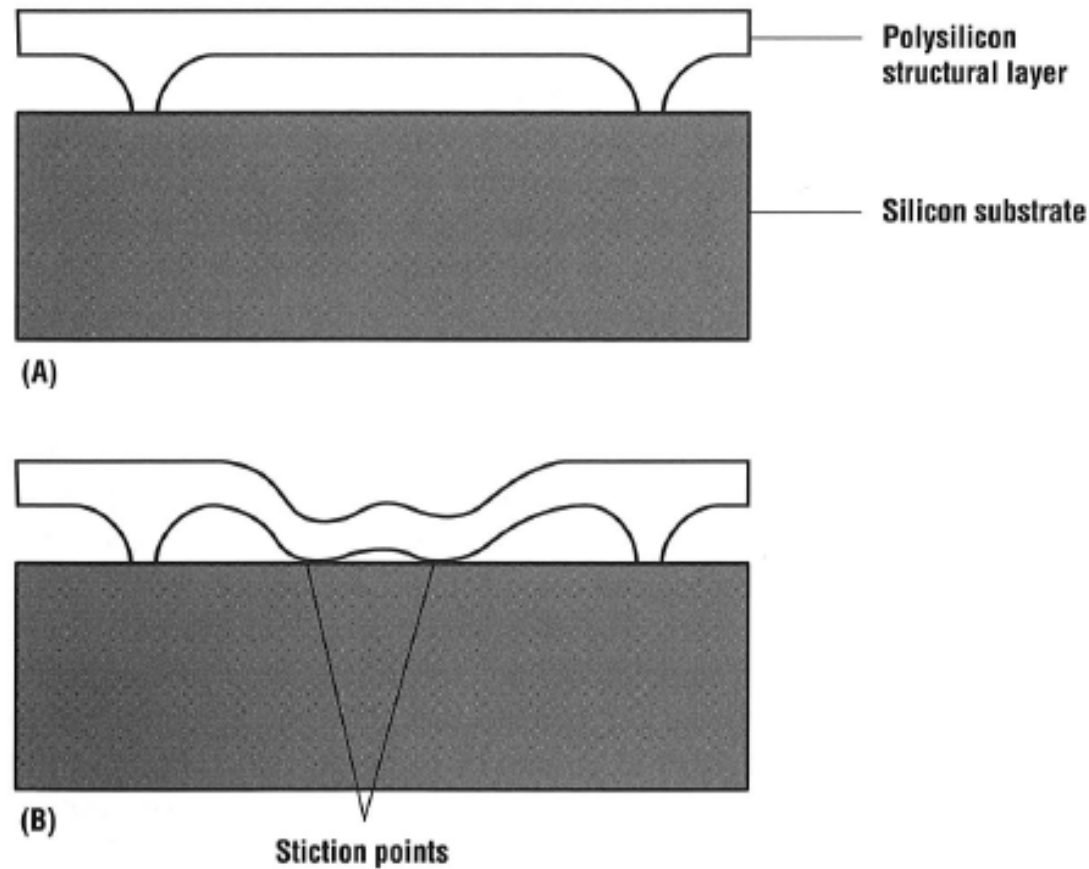 Polysilicon
structural layer
Silicon substrate
(A)
(B)
Stiction points